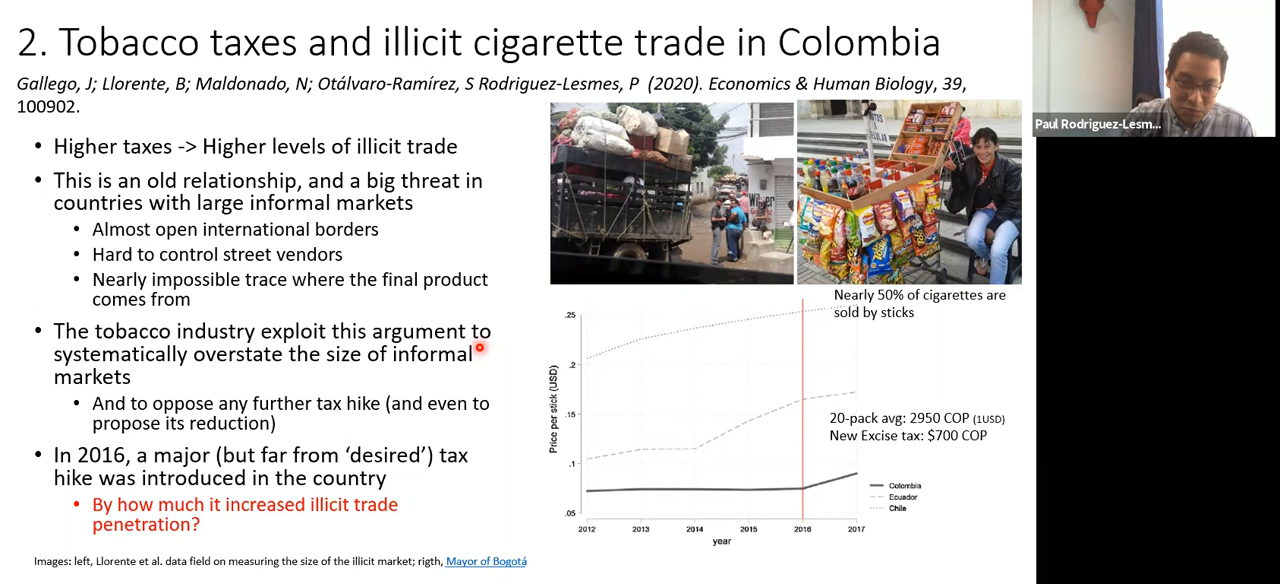 2. Tobacco taxes and illicit cigarette trade in Colombia
Gallego, J; Llorente, B; Maldonado, N; Otálvaro-Ramírez, S Rodriguez-Lesmes, P (2020). Economics & Human Biology, 39,
100902.
• Higher taxes -> Higher levels of illicit trade
• This is an old relationship, and a big threat in
countries with large informal markets
• Almost open international borders
• Hard to control street vendors
• Nearly impossible trace where the final product
comes from
• The tobacco industry exploit this argument to
systematically overstate the size of informal
markets
• And to oppose any further tax hike (and even to
propose its reduction)
• In 2016, a major (but far from ‘desired’) tax
hike was introduced in the country
• By how much it increased illicit trade
penetration?
Images: left, Llorente et al. data field on measuring the size of the illicit market; rigth, Mayor of Bogotá
Nearly 50% of cigarettes are
sold by sticks
Price per stick (USD)
.25
.2
.15
.1
.05
2012 2013 2014 2015 2016 2017
year
20-pack avg: 2950 COP (1USD)
New Excise tax: $700 COP
Colombia
Ecuador
Chile
Paul Rodriguez-Lesm...